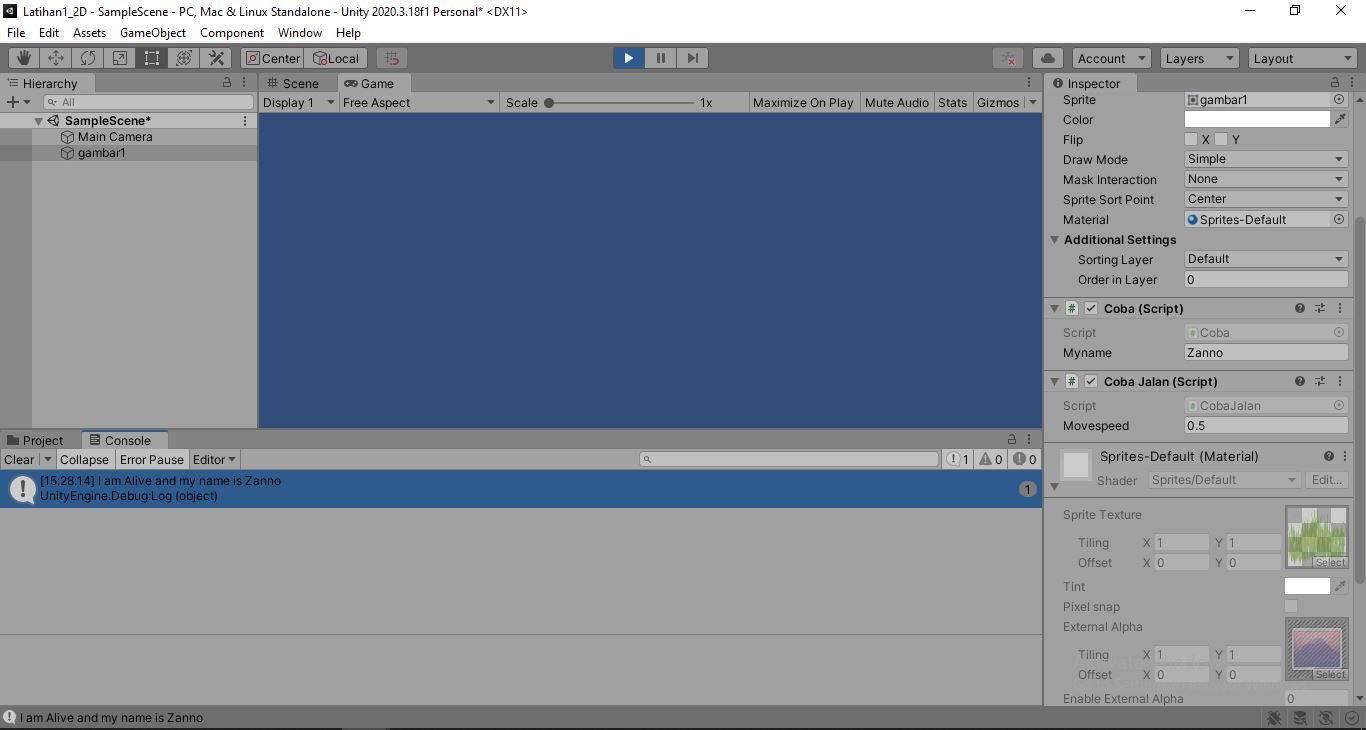 Latihan1_2D - SampleScene - PC, Mac & Linux Standalone - Unity 2020.3.18f1 Personal* <DX11>
File Edit Assets GameObject Component Window Help
Center Local Account Layers Layout
Hierarchy
All
SampleScene*
Main Camera
gambar1
Scene Game
Display 1 Free Aspect Scale 1x Maximize On Play Mute Audio Stats Gizmos
Project Console
Clear Collapse Error Pause Editor 1 0 0
[15:28:14] I am Alive and my name is Zanno
UnityEngine.Debug:Log (object)
1
Inspector
Sprite gambar1
Color
Flip X Y
Draw Mode Simple
Mask Interaction None
Sprite Sort Point Center
Material Sprites-Default
Additional Settings
Sorting Layer Default
Order in Layer 0
# Coba (Script)
Script Coba
Myname Zanno
# Coba Jalan (Script)
Script CobaJalan
Movespeed 0.5
Sprites-Default (Material)
Shader Sprites/Default Edit...
Sprite Texture
Tiling X 1 Y 1
Offset X 0 Y 0
Select
Tint
Pixel snap
External Alpha
Tiling X 1 Y 1
Offset X 0 Y 0
Select
Enable External Alpha 0
I am Alive and my name is Zanno